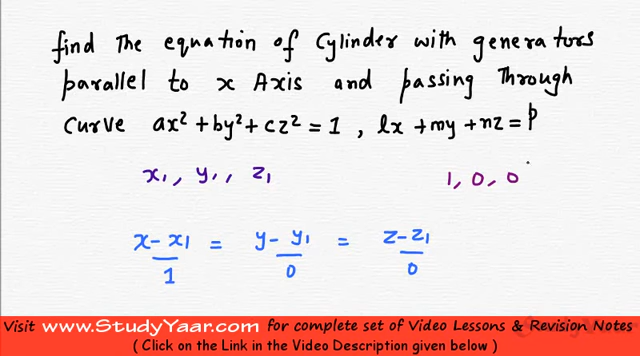 find The equation of Cylinder with generators
parallel to x Axis and passing Through
Curve ax² + by² + cz² = 1 , lx + my + nz = p
x₁ , y₁ , z₁
1 , 0 , 0
x - x₁ / 1 = y - y₁ / 0 = z - z₁ / 0
Visit www.StudyYaar.com for complete set of Video Lessons & Revision Notes
( Click on the Link in the Video Description given below )